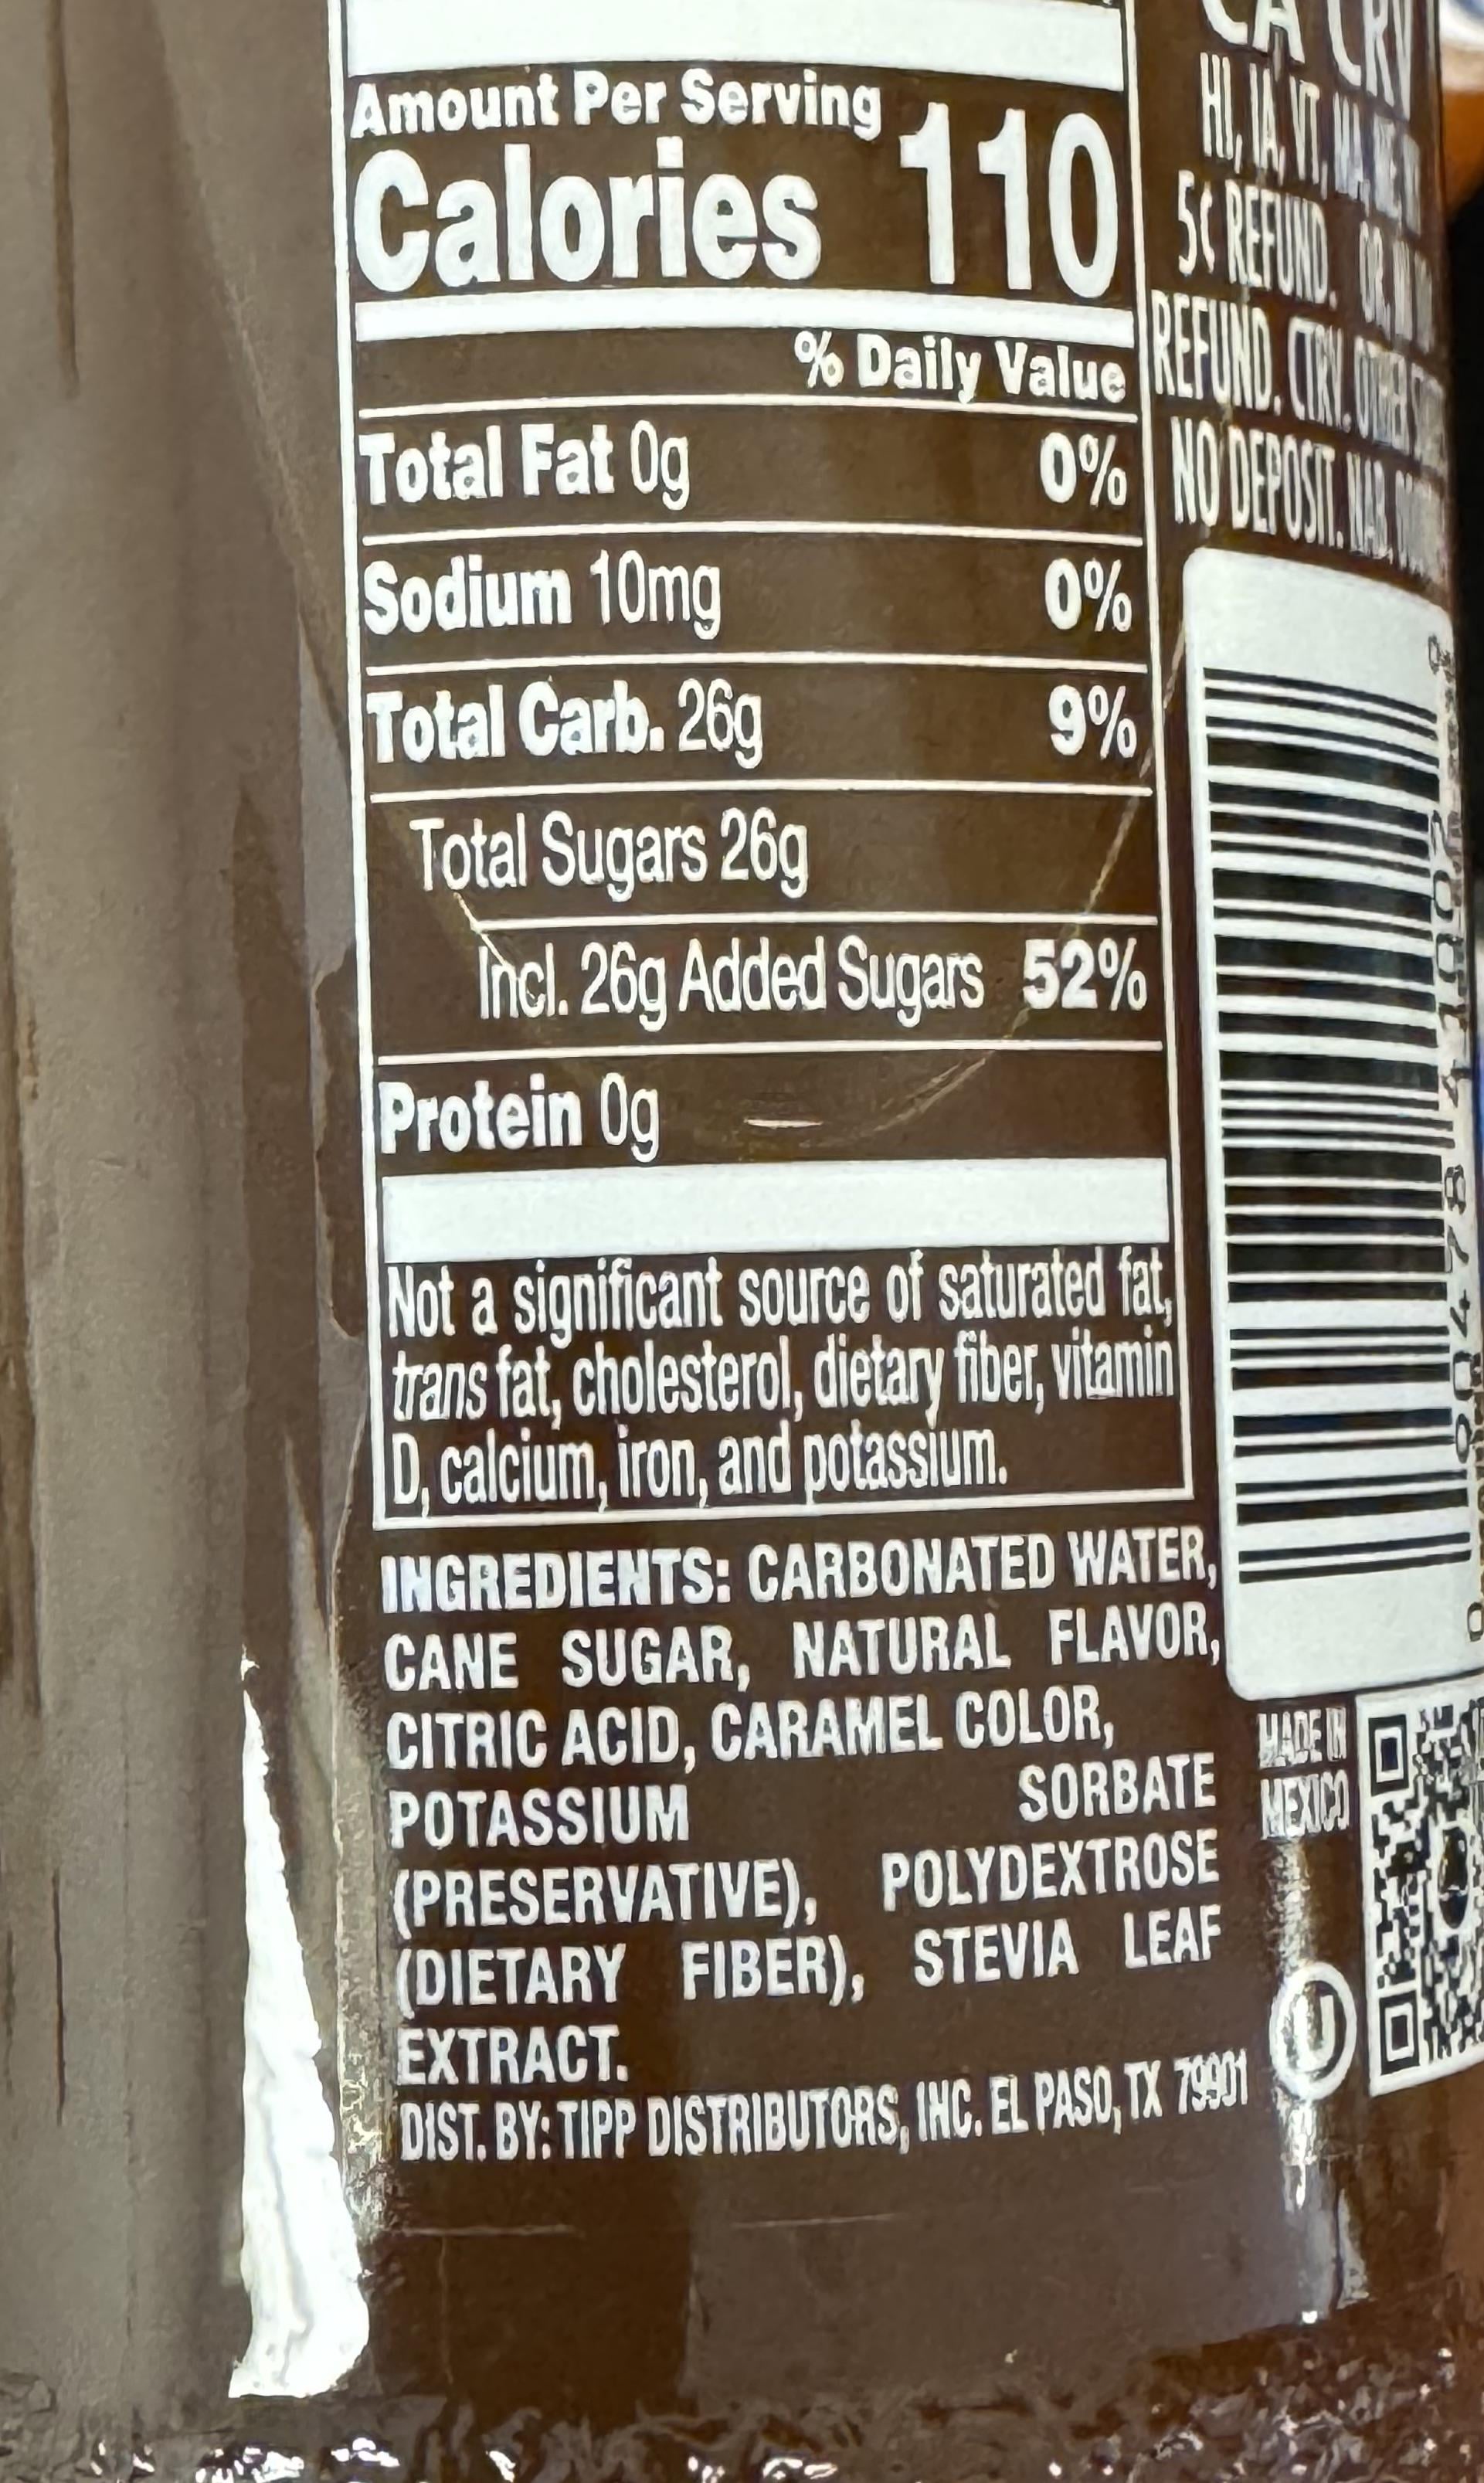 Amount Per Serving
Calories 110
% Daily Value
Total Fat 0g 0%
Sodium 10mg 0%
Total Carb. 26g 9%
Total Sugars 26g
Incl. 26g Added Sugars 52%
Protein 0g
Not a significant source of saturated fat,
trans fat, cholesterol, dietary fiber, vitamin
D, calcium, iron, and potassium.
INGREDIENTS: CARBONATED WATER,
CANE SUGAR, NATURAL FLAVOR,
CITRIC ACID, CARAMEL COLOR,
POTASSIUM SORBATE
(PRESERVATIVE), POLYDEXTROSE
(DIETARY FIBER), STEVIA LEAF
EXTRACT.
DIST. BY: TIPP DISTRIBUTORS, INC. EL PASO, TX 79901
CA CRV
HI, IA, VT,
5¢ REFUND.
REFUND. CTRY.
NO DEPOSIT.
MADE IN
MEXICO
U